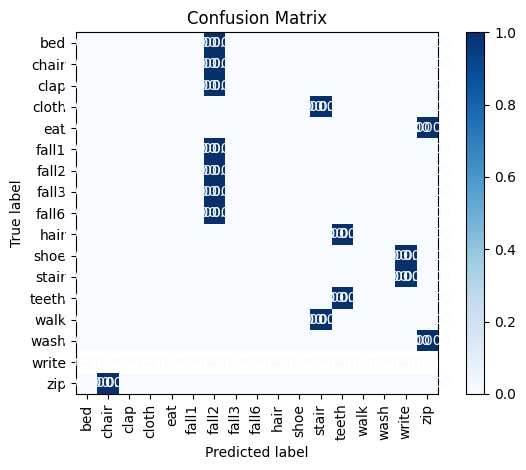 Confusion Matrix
True label
bed
chair
clap
cloth
eat
fall1
fall2
fall3
fall6
hair
shoe
stair
teeth
walk
wash
write
zip
bed
chair
clap
cloth
eat
fall1
fall2
fall3
fall6
hair
shoe
stair
teeth
walk
wash
write
zip
Predicted label
1.0
0.8
0.6
0.4
0.2
0.0